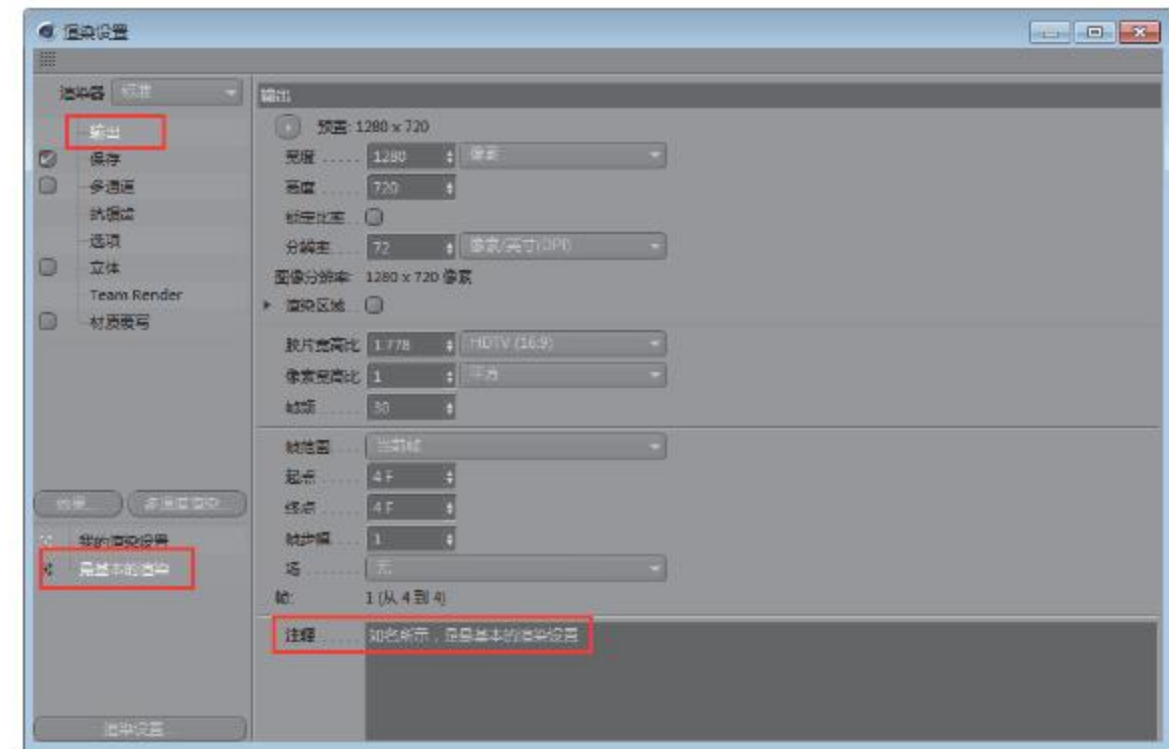 渲染设置
渲染器 标准
输出
保存
多通道
抗锯齿
选项
立体
Team Render
材质覆写
效果... 多通道渲染...
我的渲染设置
最基本的渲染
渲染设置...
输出
预置: 1280 x 720
宽度 ..... 1280 像素
高度 ..... 720
锁定比率 ..
分辨率 .... 72 像素/英寸(DPI)
图像分辨率: 1280 x 720 像素
渲染区域 ..
胶片宽高比 1.778 HDTV (16:9)
像素宽高比 1 平方
帧频 ...... 30
帧范围 .... 当前帧
起点 ...... 4 F
终点 ...... 4 F
帧步幅 .... 1
场 ........ 无
帧: 1 (从 4 到 4)
注释 ...... 如名所示，是最基本的渲染设置